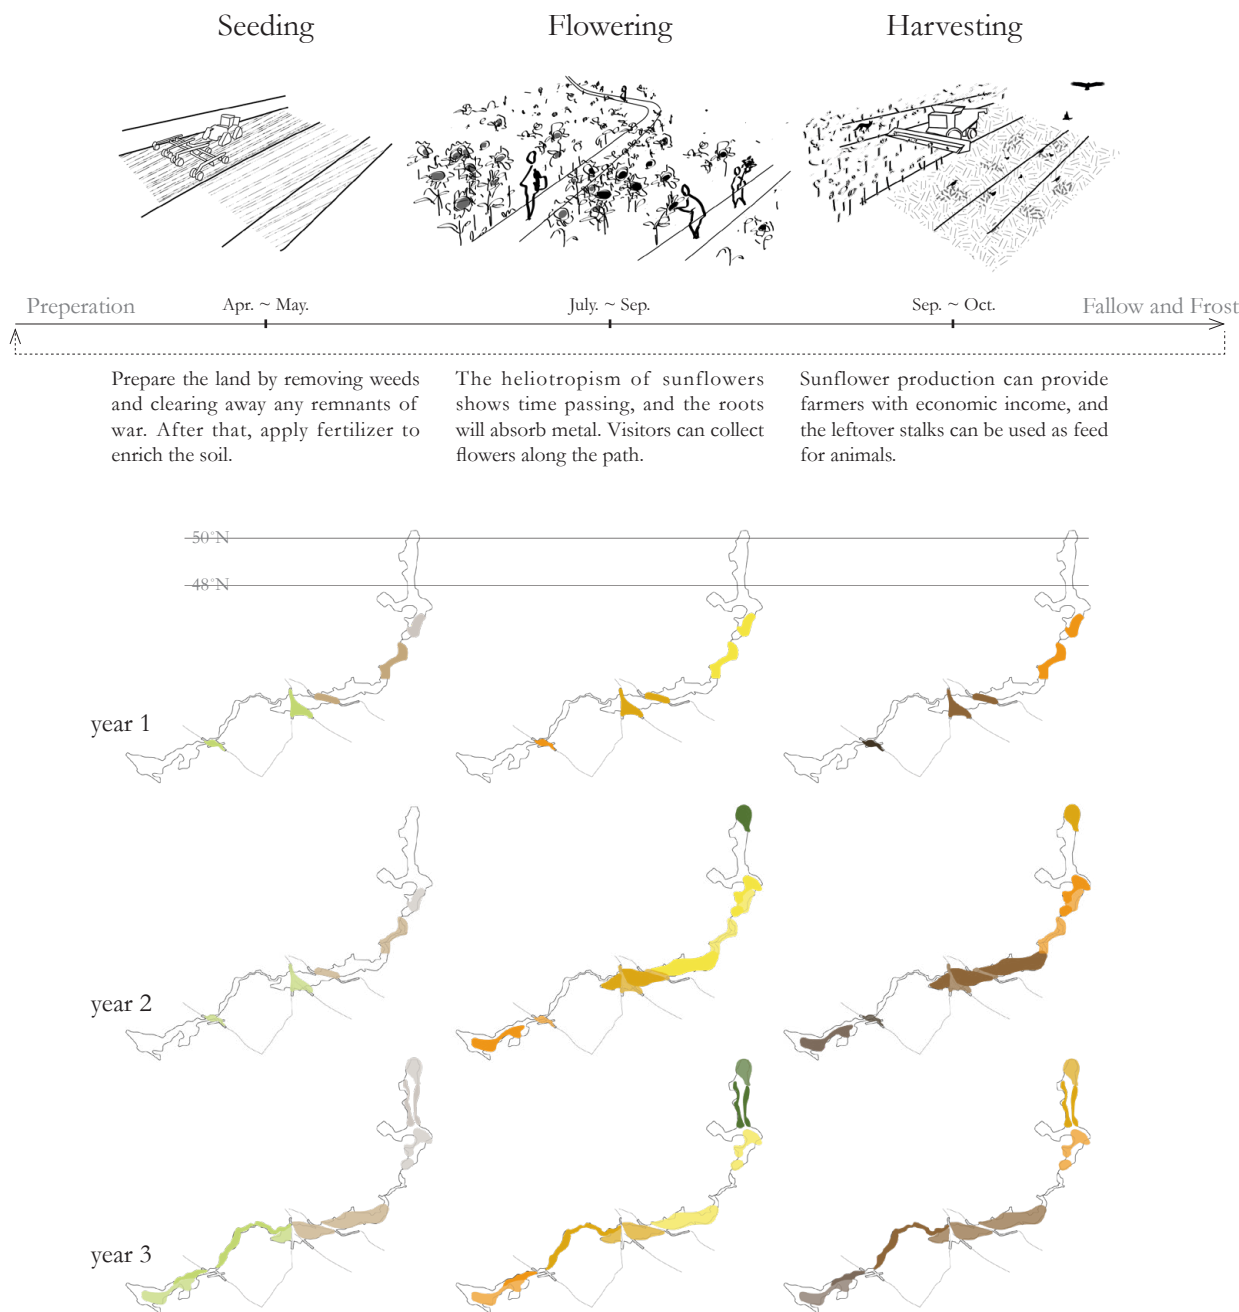 Seeding
Flowering
Harvesting
Preperation
Apr. ~ May.
July. ~ Sep.
Sep. ~ Oct.
Fallow and Frost
Prepare the land by removing weeds
and clearing away any remnants of
war. After that, apply fertilizer to
enrich the soil.
The heliotropism of sunflowers
shows time passing, and the roots
will absorb metal. Visitors can collect
flowers along the path.
Sunflower production can provide
farmers with economic income, and
the leftover stalks can be used as feed
for animals.
50°N
48°N
year 1
year 2
year 3